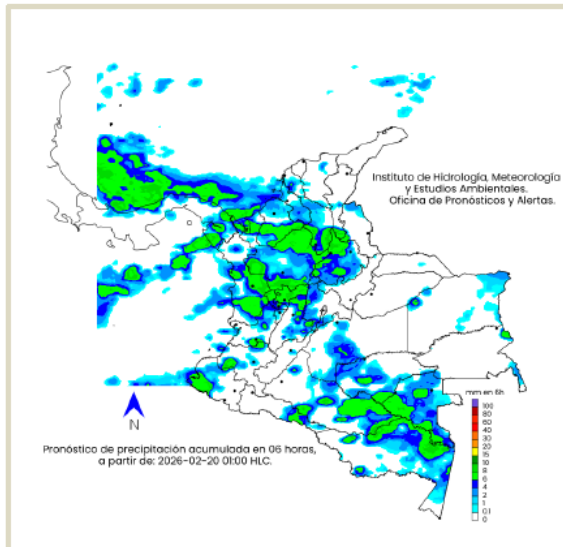 Instituto de Hidrología, Meteorología
y Estudios Ambientales.
Oficina de Pronósticos y Alertas.
mm en 6h
100
80
60
40
30
20
15
10
8
6
4
2
1
0.1
0
N
Pronóstico de precipitación acumulada en 06 horas,
a partir de: 2026-02-20 01:00 HLC.